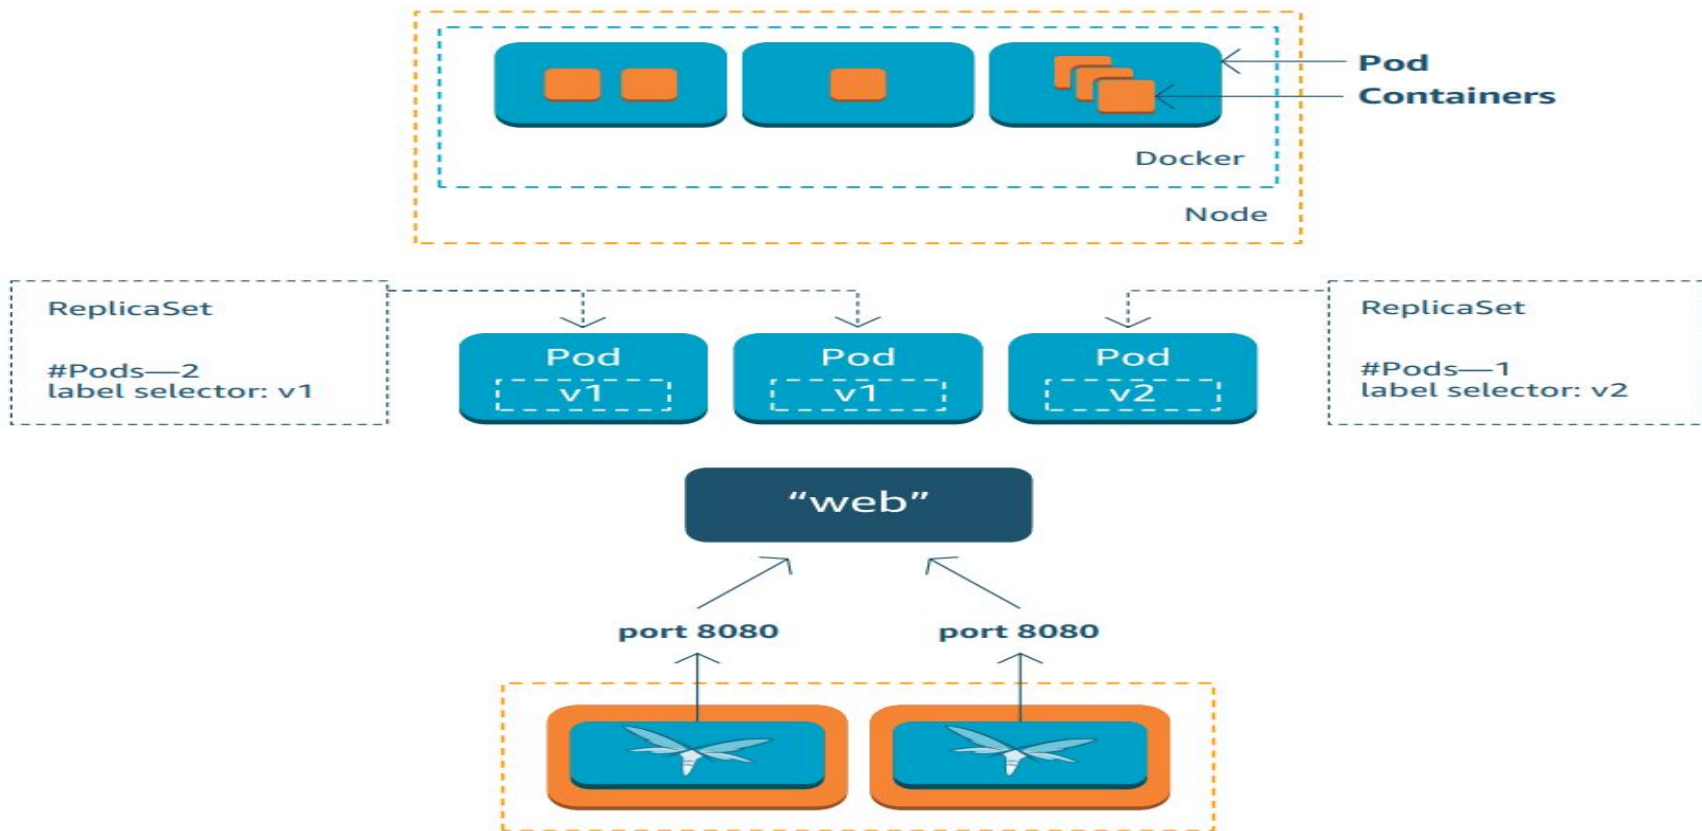 Pod
Containers
Docker
Node
ReplicaSet
#Pods—2
label selector: v1
Pod
v1
Pod
v1
Pod
v2
ReplicaSet
#Pods—1
label selector: v2
“web”
port 8080
port 8080